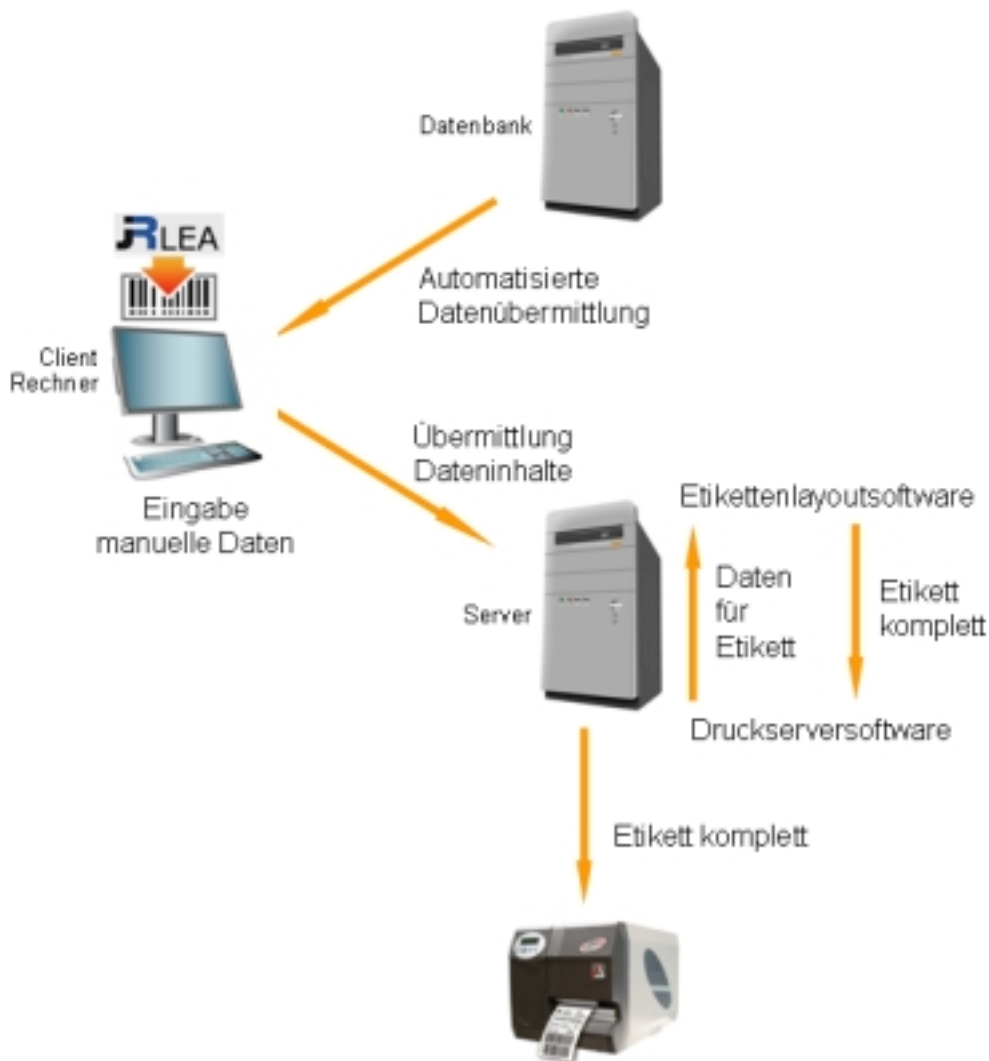 Datenbank
JRLEA
Automatisierte
Datenübermittlung
Client
Rechner
Übermittlung
Dateninhalte
Eingabe
manuelle Daten
Etikettenlayoutsoftware
Server
Daten
für
Etikett
Etikett
komplett
Druckserversoftware
Etikett komplett